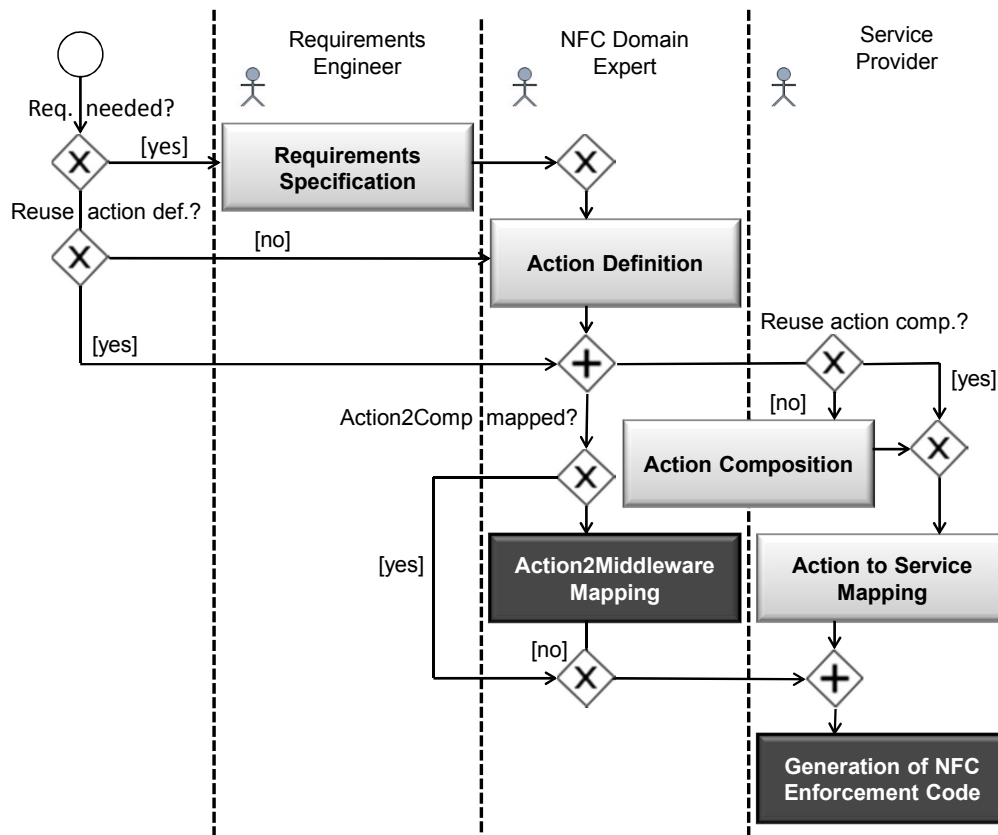 Requirements
Engineer
NFC Domain
Expert
Service
Provider
Req. needed?
[yes]
Requirements
Specification
Reuse action def.?
[no]
Action Definition
[yes]
Reuse action comp.?
[yes]
[no]
Action2Comp mapped?
Action Composition
[yes]
Action2Middleware
Mapping
Action to Service
Mapping
[no]
Generation of NFC
Enforcement Code